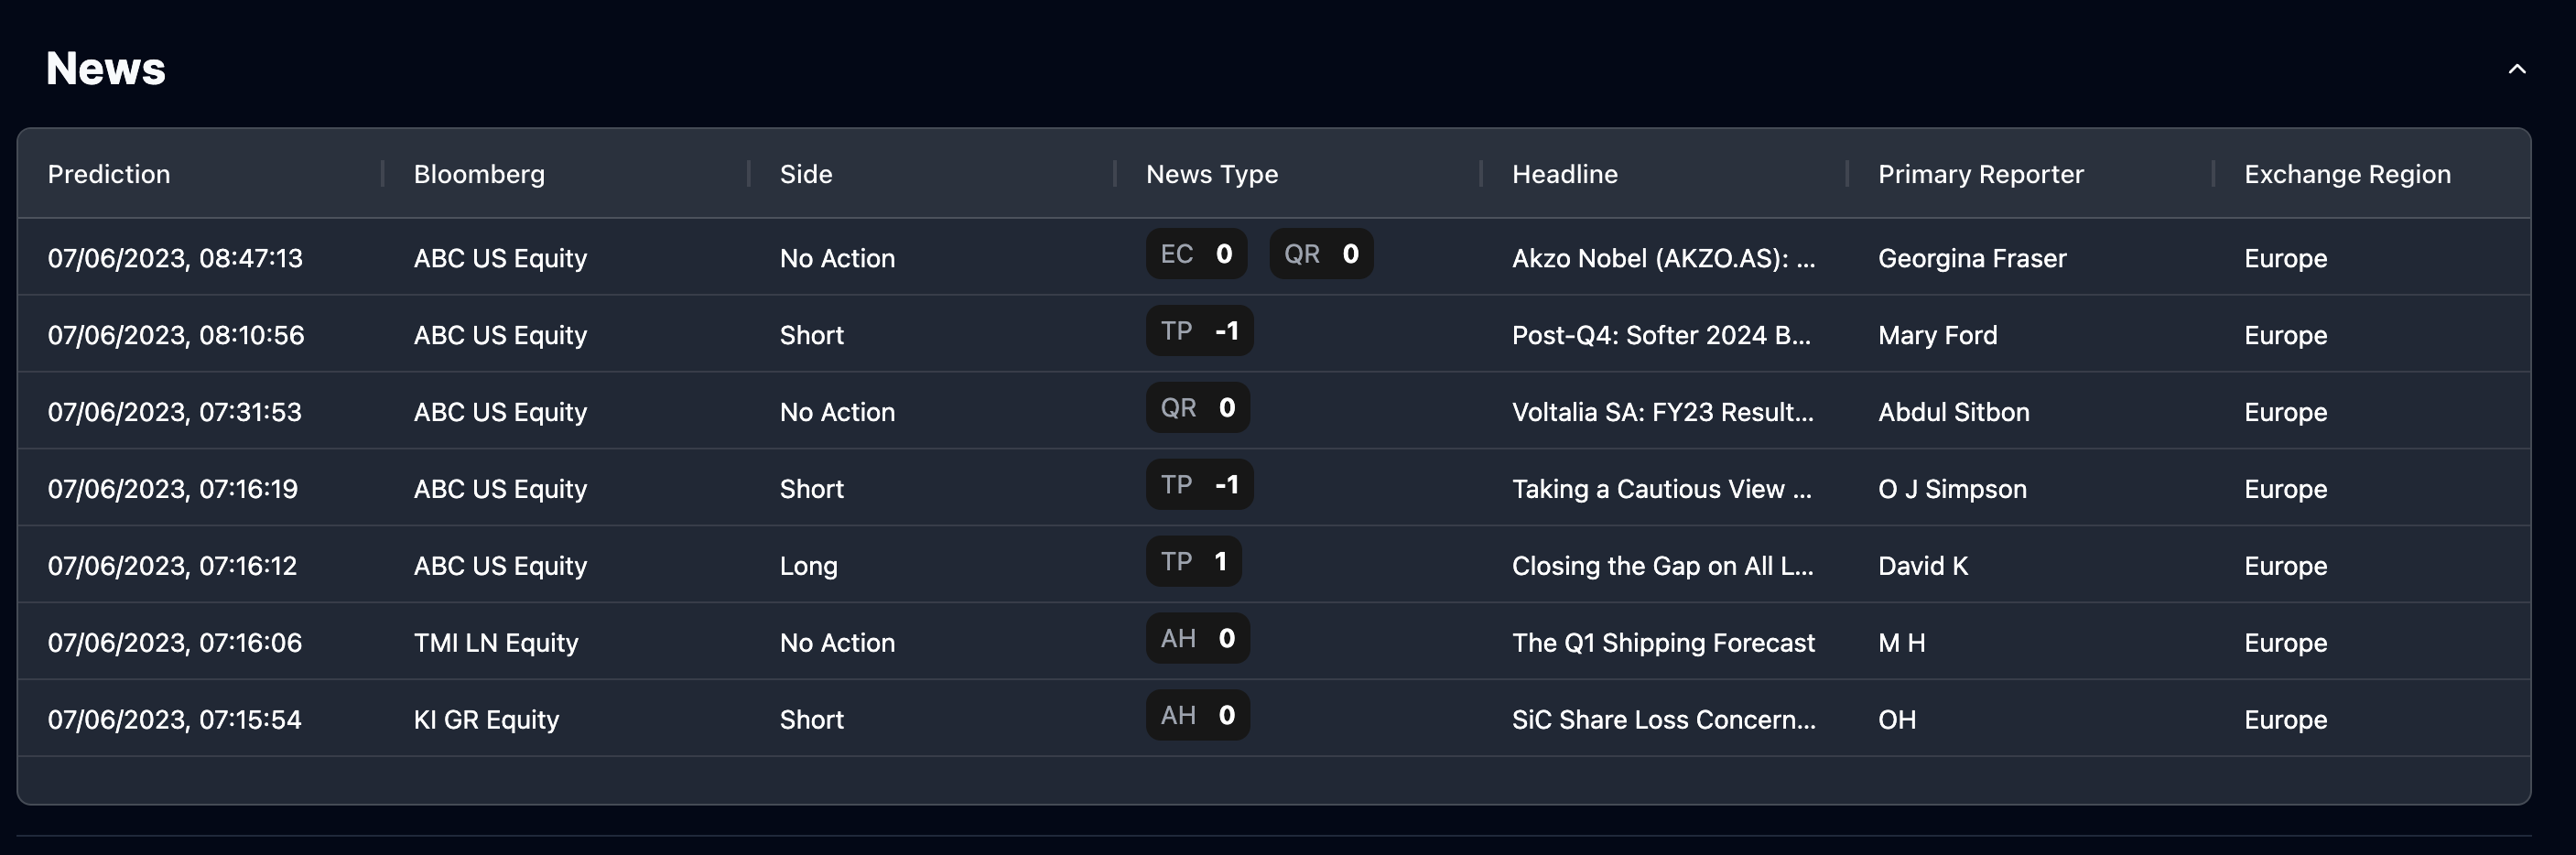 News
Prediction Bloomberg Side News Type Headline Primary Reporter Exchange Region
07/06/2023, 08:47:13 ABC US Equity No Action EC 0 QR 0 Akzo Nobel (AKZO.AS): ... Georgina Fraser Europe
07/06/2023, 08:10:56 ABC US Equity Short TP -1 Post-Q4: Softer 2024 B... Mary Ford Europe
07/06/2023, 07:31:53 ABC US Equity No Action QR 0 Voltalia SA: FY23 Result... Abdul Sitbon Europe
07/06/2023, 07:16:19 ABC US Equity Short TP -1 Taking a Cautious View ... O J Simpson Europe
07/06/2023, 07:16:12 ABC US Equity Long TP 1 Closing the Gap on All L... David K Europe
07/06/2023, 07:16:06 TMI LN Equity No Action AH 0 The Q1 Shipping Forecast M H Europe
07/06/2023, 07:15:54 KI GR Equity Short AH 0 SiC Share Loss Concern... OH Europe